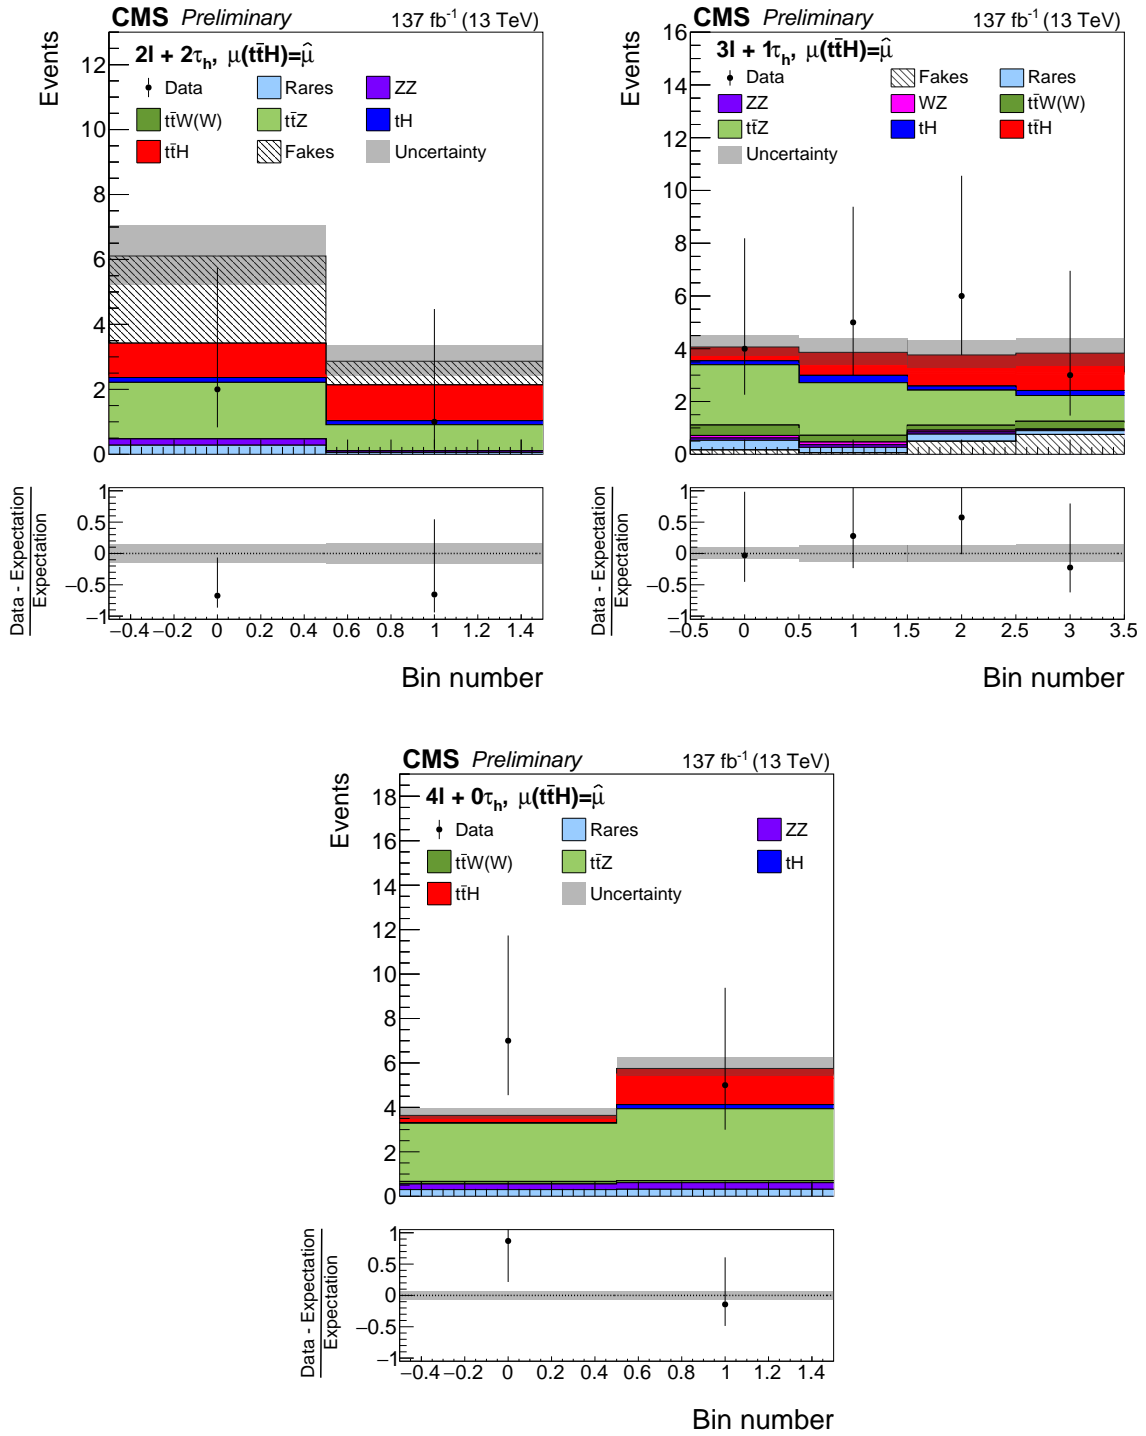 CMS Preliminary 137 fb⁻¹ (13 TeV)
2l + 2τₕ, μ(tt̄H)=μ̂
Events
Data Rares ZZ
tt̄W(W) tt̄Z tH
tt̄H Fakes Uncertainty
12
10
8
6
4
2
0
Data - Expectation
Expectation
1
0.5
0
−0.5
−1
−0.4 −0.2 0 0.2 0.4 0.6 0.8 1 1.2 1.4
Bin number
CMS Preliminary 137 fb⁻¹ (13 TeV)
3l + 1τₕ, μ(tt̄H)=μ̂
Events
Data Fakes Rares
ZZ WZ tt̄W(W)
tt̄Z tH tt̄H
Uncertainty
16
14
12
10
8
6
4
2
0
Data - Expectation
Expectation
1
0.5
0
−0.5
−1
−0.5 0 0.5 1 1.5 2 2.5 3 3.5
Bin number
CMS Preliminary 137 fb⁻¹ (13 TeV)
4l + 0τₕ, μ(tt̄H)=μ̂
Events
Data Rares ZZ
tt̄W(W) tt̄Z tH
tt̄H Uncertainty
18
16
14
12
10
8
6
4
2
0
Data - Expectation
Expectation
1
0.5
0
−0.5
−1
−0.4 −0.2 0 0.2 0.4 0.6 0.8 1 1.2 1.4
Bin number